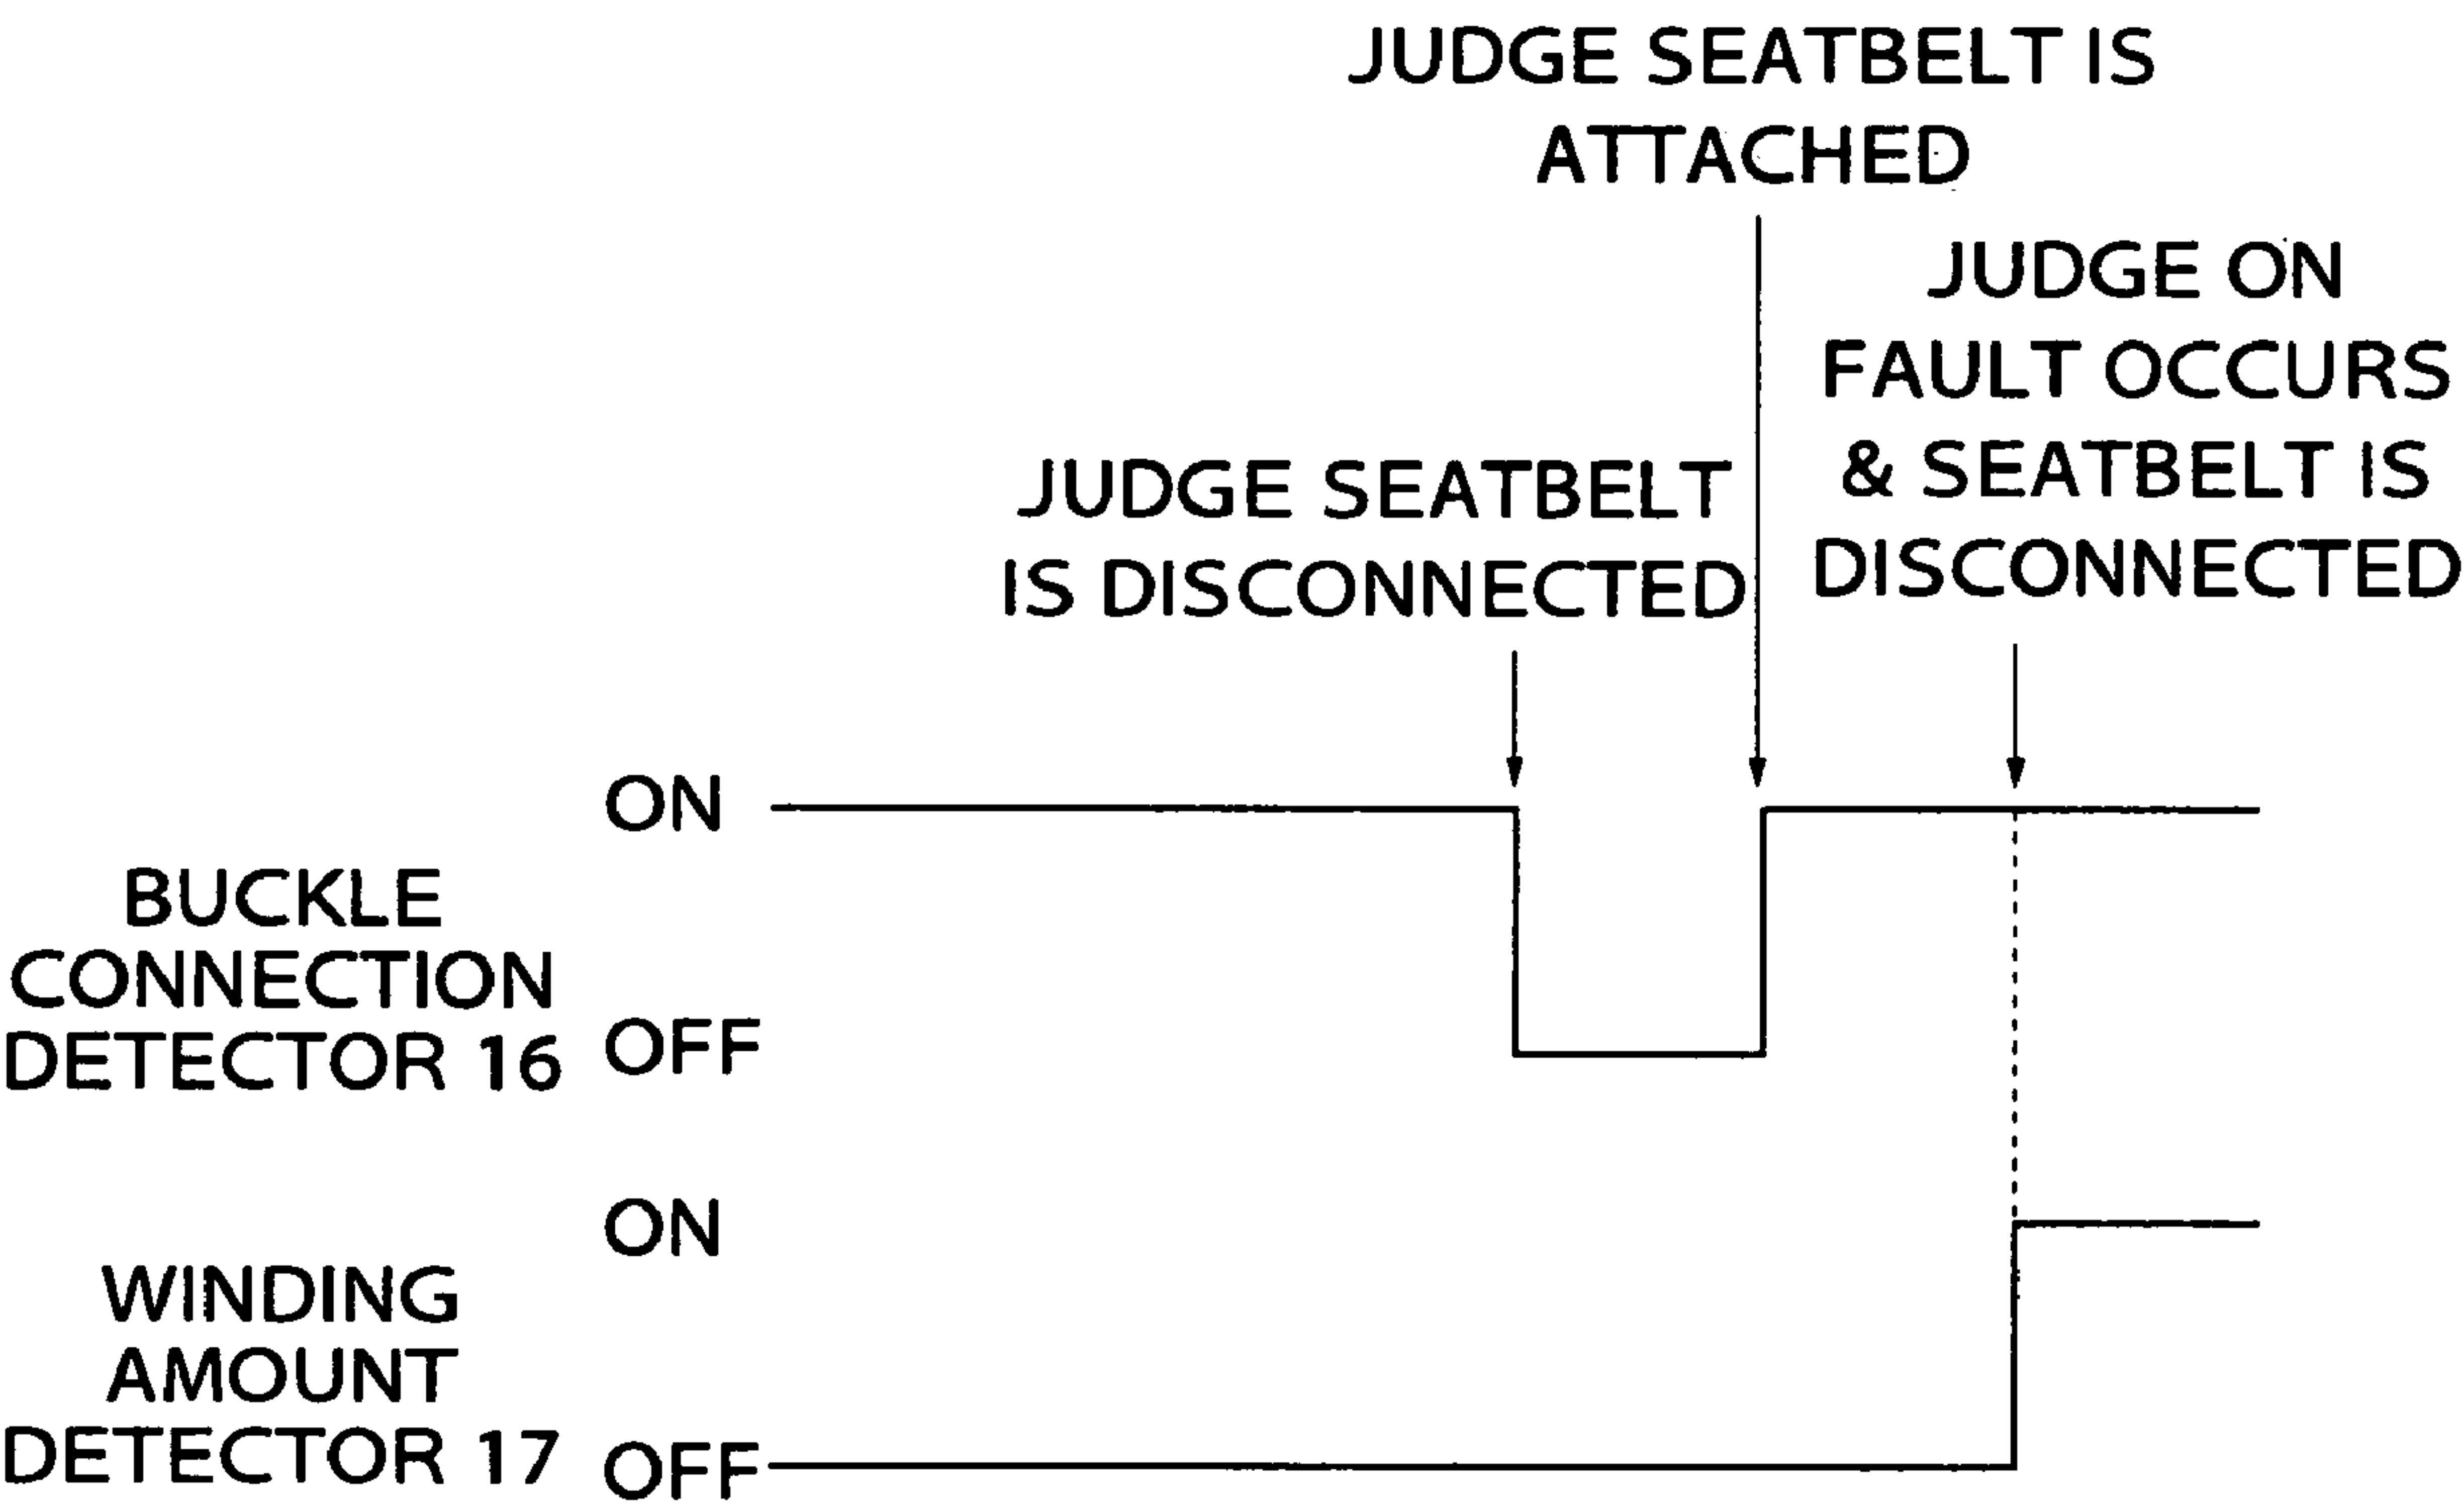 JUDGE SEATBELT IS
ATTACHED
JUDGE ON
FAULT OCCURS
& SEATBELT IS
DISCONNECTED
JUDGE SEATBELT
IS DISCONNECTED
ON
BUCKLE
CONNECTION
DETECTOR 16
OFF
ON
WINDING
AMOUNT
DETECTOR 17
OFF